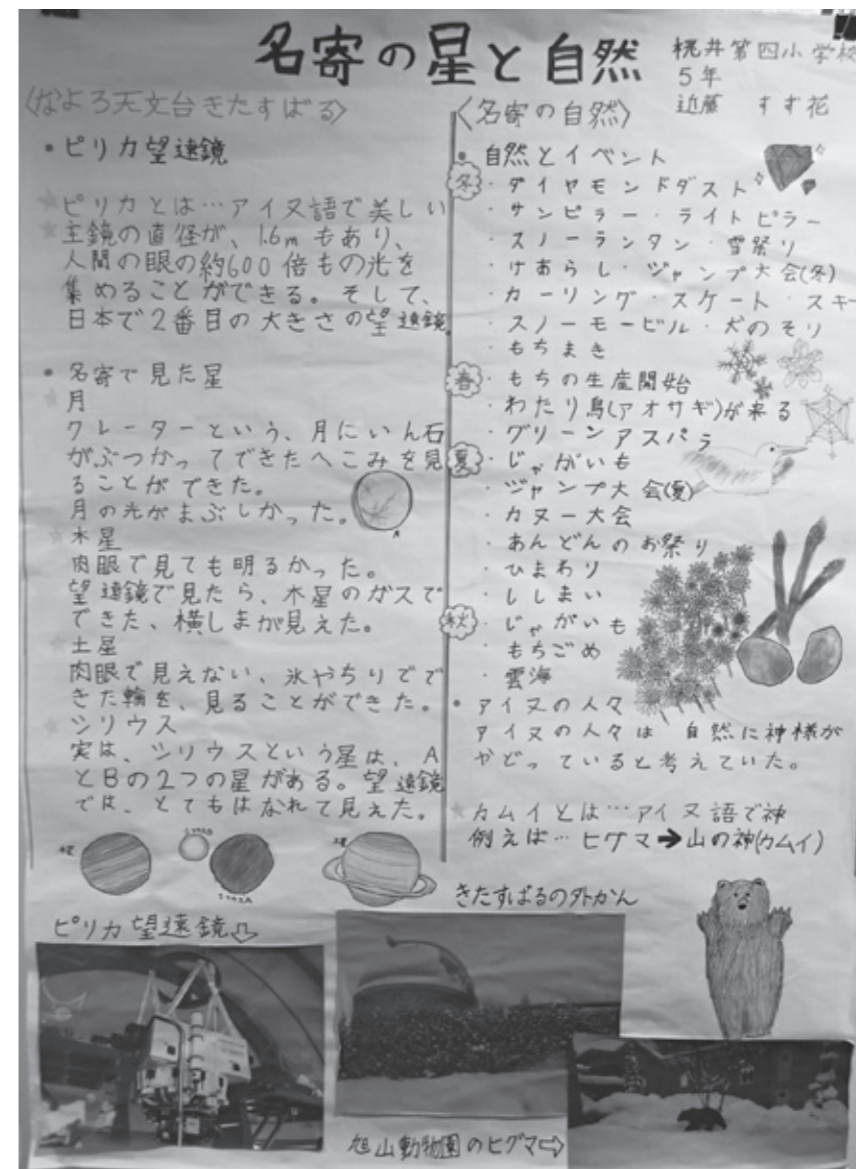 名寄の星と自然
桃井第四小学校
5年
近藤 すず花
〈なよろ天文台きたすばる〉
・ピリカ望遠鏡
★ピリカとは…アイヌ語で美しい
★主鏡の直径が、1.6mもあり、
人間の眼の約600倍もの光を
集めることができる。そして、
日本で2番目の大きさの望遠鏡。
・名寄で見た星
★月
クレーターという、月にいん石
がぶつかってできたへこみを見
ることができた。
月の光がまぶしかった。
★木星
肉眼で見ても明るかった。
望遠鏡で見たら、木星のガスで
できた、横しまが見えた。
★土星
肉眼で見えない、氷やちりでで
きた輪を、見ることができた。
★シリウス
実は、シリウスという星は、A
とBの2つの星がある。望遠鏡
では、とてもはなれて見えた。
木星
シリウスB
シリウスA
土星
ピリカ望遠鏡⇩
〈名寄の自然〉
・自然とイベント
冬・ダイヤモンドダスト
・サンピラー・ライトピラー
・スノーランタン・雪祭り
・けあらし・ジャンプ大会(冬)
・カーリング・スケート・スキー
・スノーモービル・犬のそり
・もちまき
春・もちの生産開始
・わたり鳥(アオサギ)が来る
・グリーンアスパラ
夏・じゃがいも
・ジャンプ大会(夏)
・カヌー大会
・あんどんのお祭り
・ひまわり
・ししまい
秋・じゃがいも
・もちごめ
・雲海
・アイヌの人々
アイヌの人々は 自然に神様が
やどっていると考えていた。
★カムイとは…アイヌ語で神
例えば…ヒグマ➔山の神(カムイ)
きたすばるの外かん
旭山動物園のヒグマ⇨